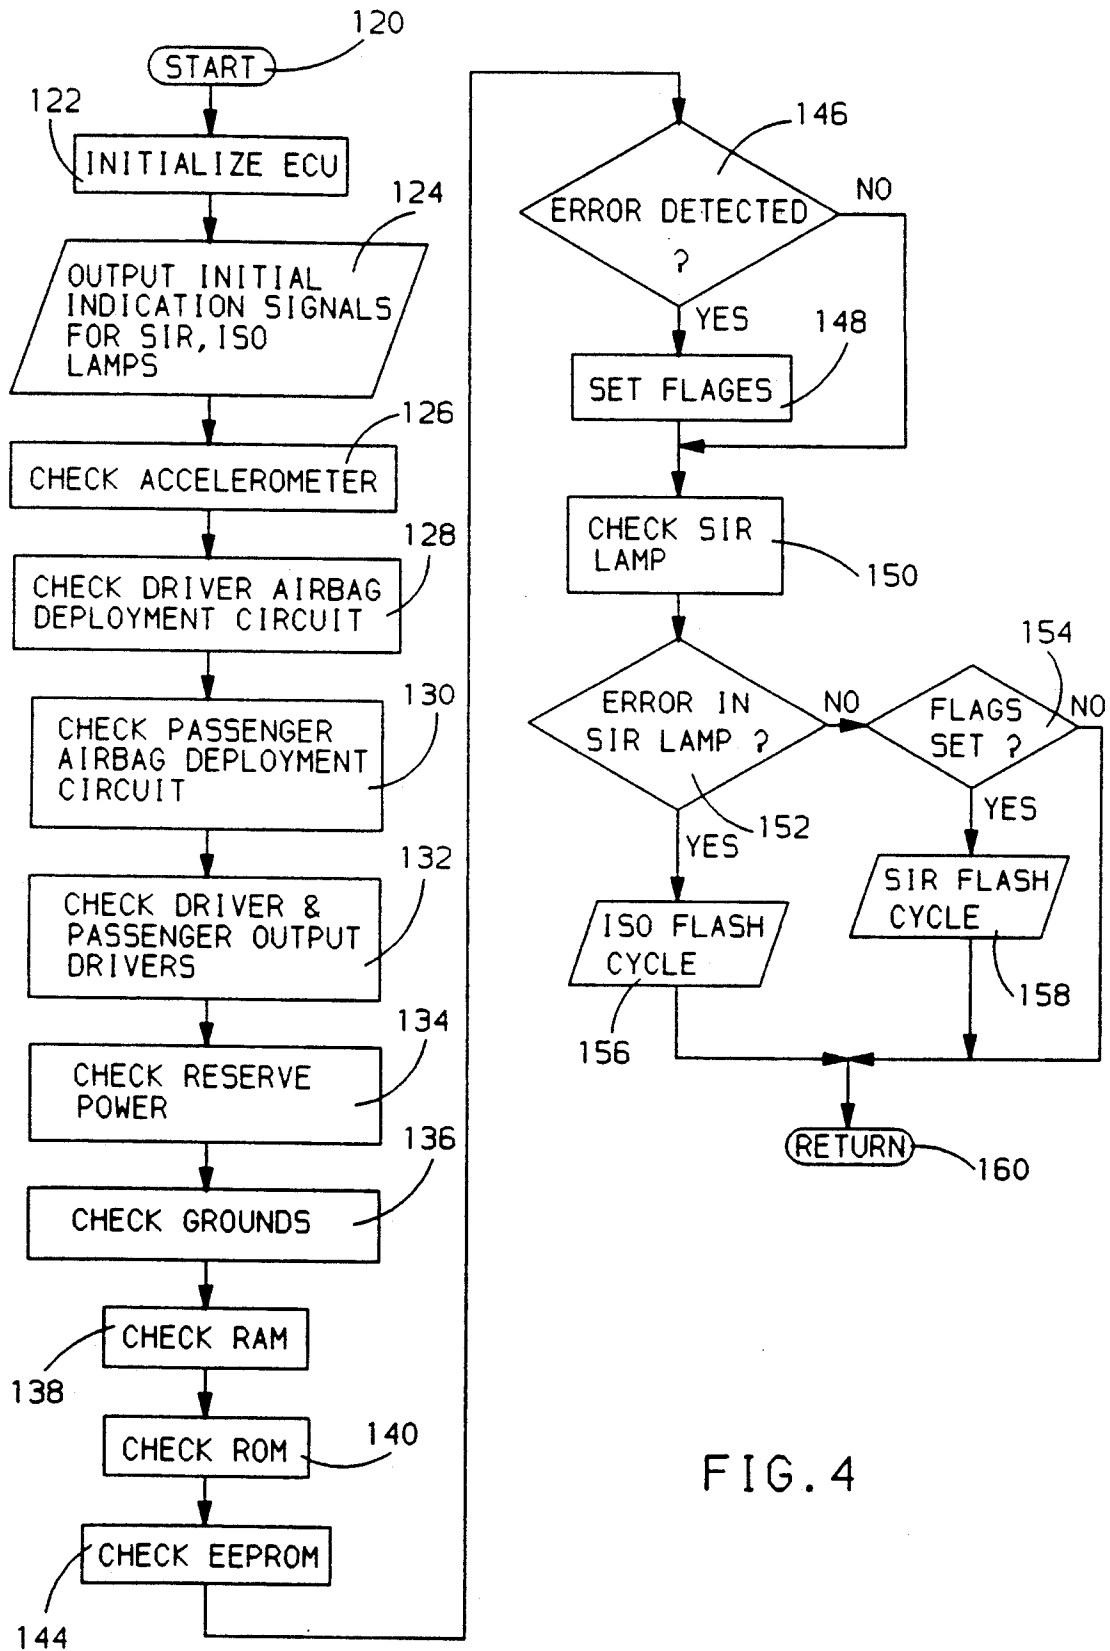 120
START
122
INITIALIZE ECU
124
OUTPUT INITIAL
INDICATION SIGNALS
FOR SIR, ISO
LAMPS
126
CHECK ACCELEROMETER
128
CHECK DRIVER AIRBAG
DEPLOYMENT CIRCUIT
130
CHECK PASSENGER
AIRBAG DEPLOYMENT
CIRCUIT
132
CHECK DRIVER &
PASSENGER OUTPUT
DRIVERS
134
CHECK RESERVE
POWER
136
CHECK GROUNDS
CHECK RAM
138
CHECK ROM
140
CHECK EEPROM
144
146
ERROR DETECTED
?
NO
YES
148
SET FLAGES
CHECK SIR
LAMP
150
ERROR IN
SIR LAMP ?
152
NO
YES
154
FLAGS
SET ?
NO
YES
ISO FLASH
CYCLE
156
SIR FLASH
CYCLE
158
RETURN
160
FIG. 4